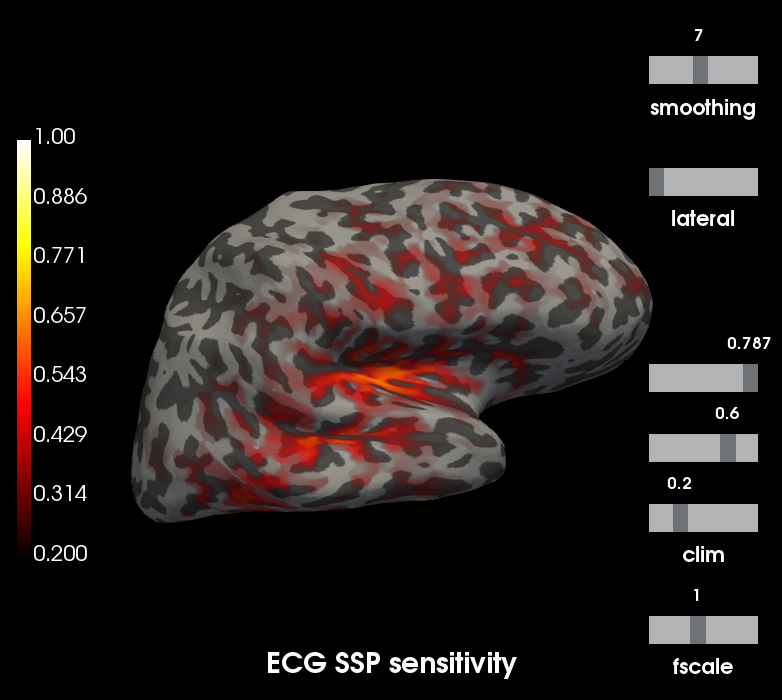 7
smoothing
lateral
0.787
0.6
0.2
clim
1
fscale
1.00
0.886
0.771
0.657
0.543
0.429
0.314
0.200
ECG SSP sensitivity